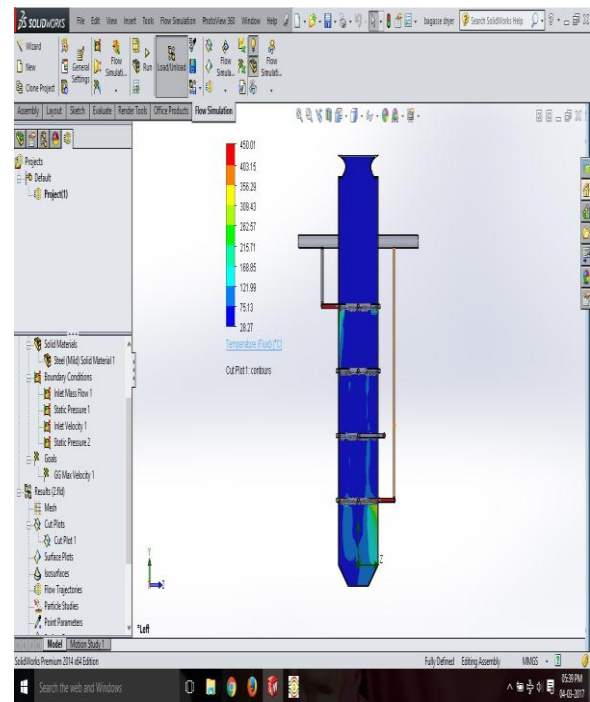 SOLIDWORKS File Edit View Insert Tools Flow Simulation PhotoView 360 Window Help bagasse dryer Search SolidWorks Help
Wizard
New
Clone Project
General Settings
Flow Simulati...
Run
Load/Unload
Flow Simula...
Flow Simulati...
Assembly Layout Sketch Evaluate Render Tools Office Products Flow Simulation
Projects
Default
Project(1)
450.01
403.15
356.29
309.43
262.57
215.71
168.85
121.99
75.13
28.27
Temperature (Fluid) [°C]
Cut Plot 1: contours
Solid Materials
Steel (Mild) Solid Material 1
Boundary Conditions
Inlet Mass Flow 1
Static Pressure 1
Inlet Velocity 1
Static Pressure 2
Goals
GG Max Velocity 1
Results (2.fld)
Mesh
Cut Plots
Cut Plot 1
Surface Plots
Isosurfaces
Flow Trajectories
Particle Studies
Point Parameters
Y
Z
Z
*Left
Model Motion Study 1
SolidWorks Premium 2014 x64 Edition Fully Defined Editing Assembly MMGS
Search the web and Windows
05:39 PM
04-03-2017